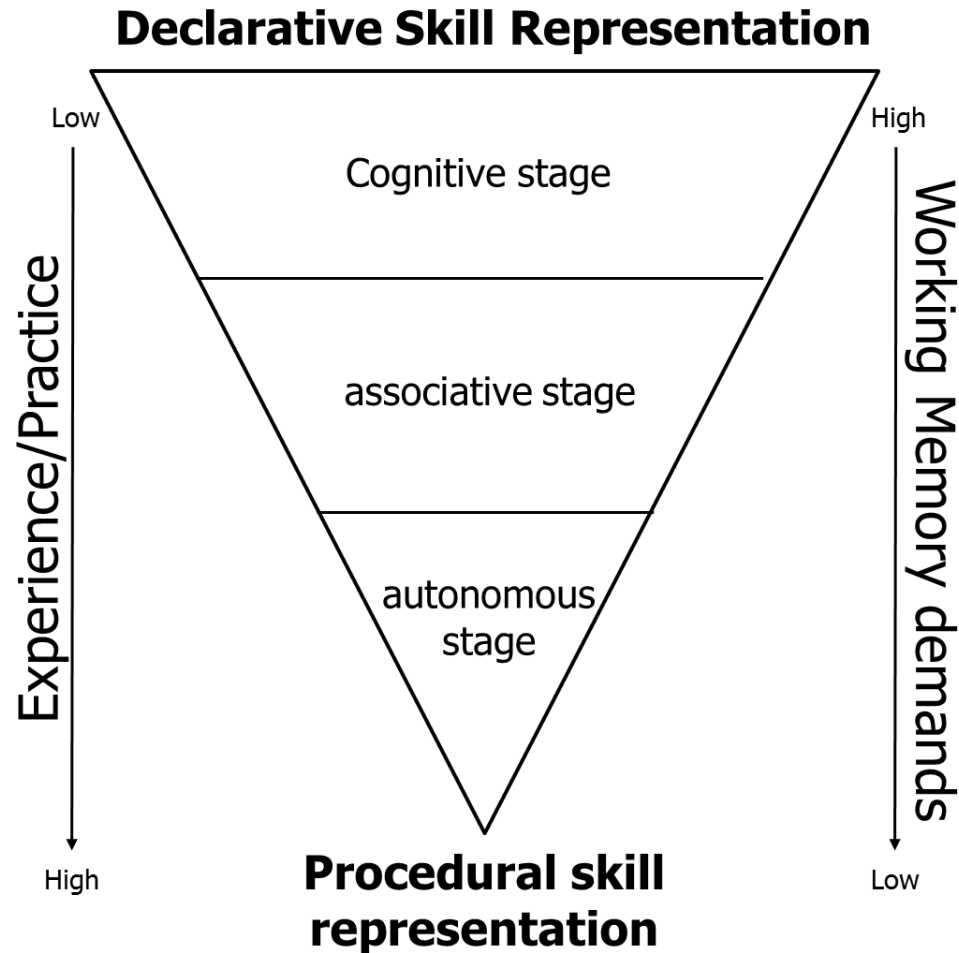 Declarative Skill Representation
Low
High
Cognitive stage
Experience/Practice
Working Memory demands
associative stage
autonomous
stage
High
Low
Procedural skill
representation